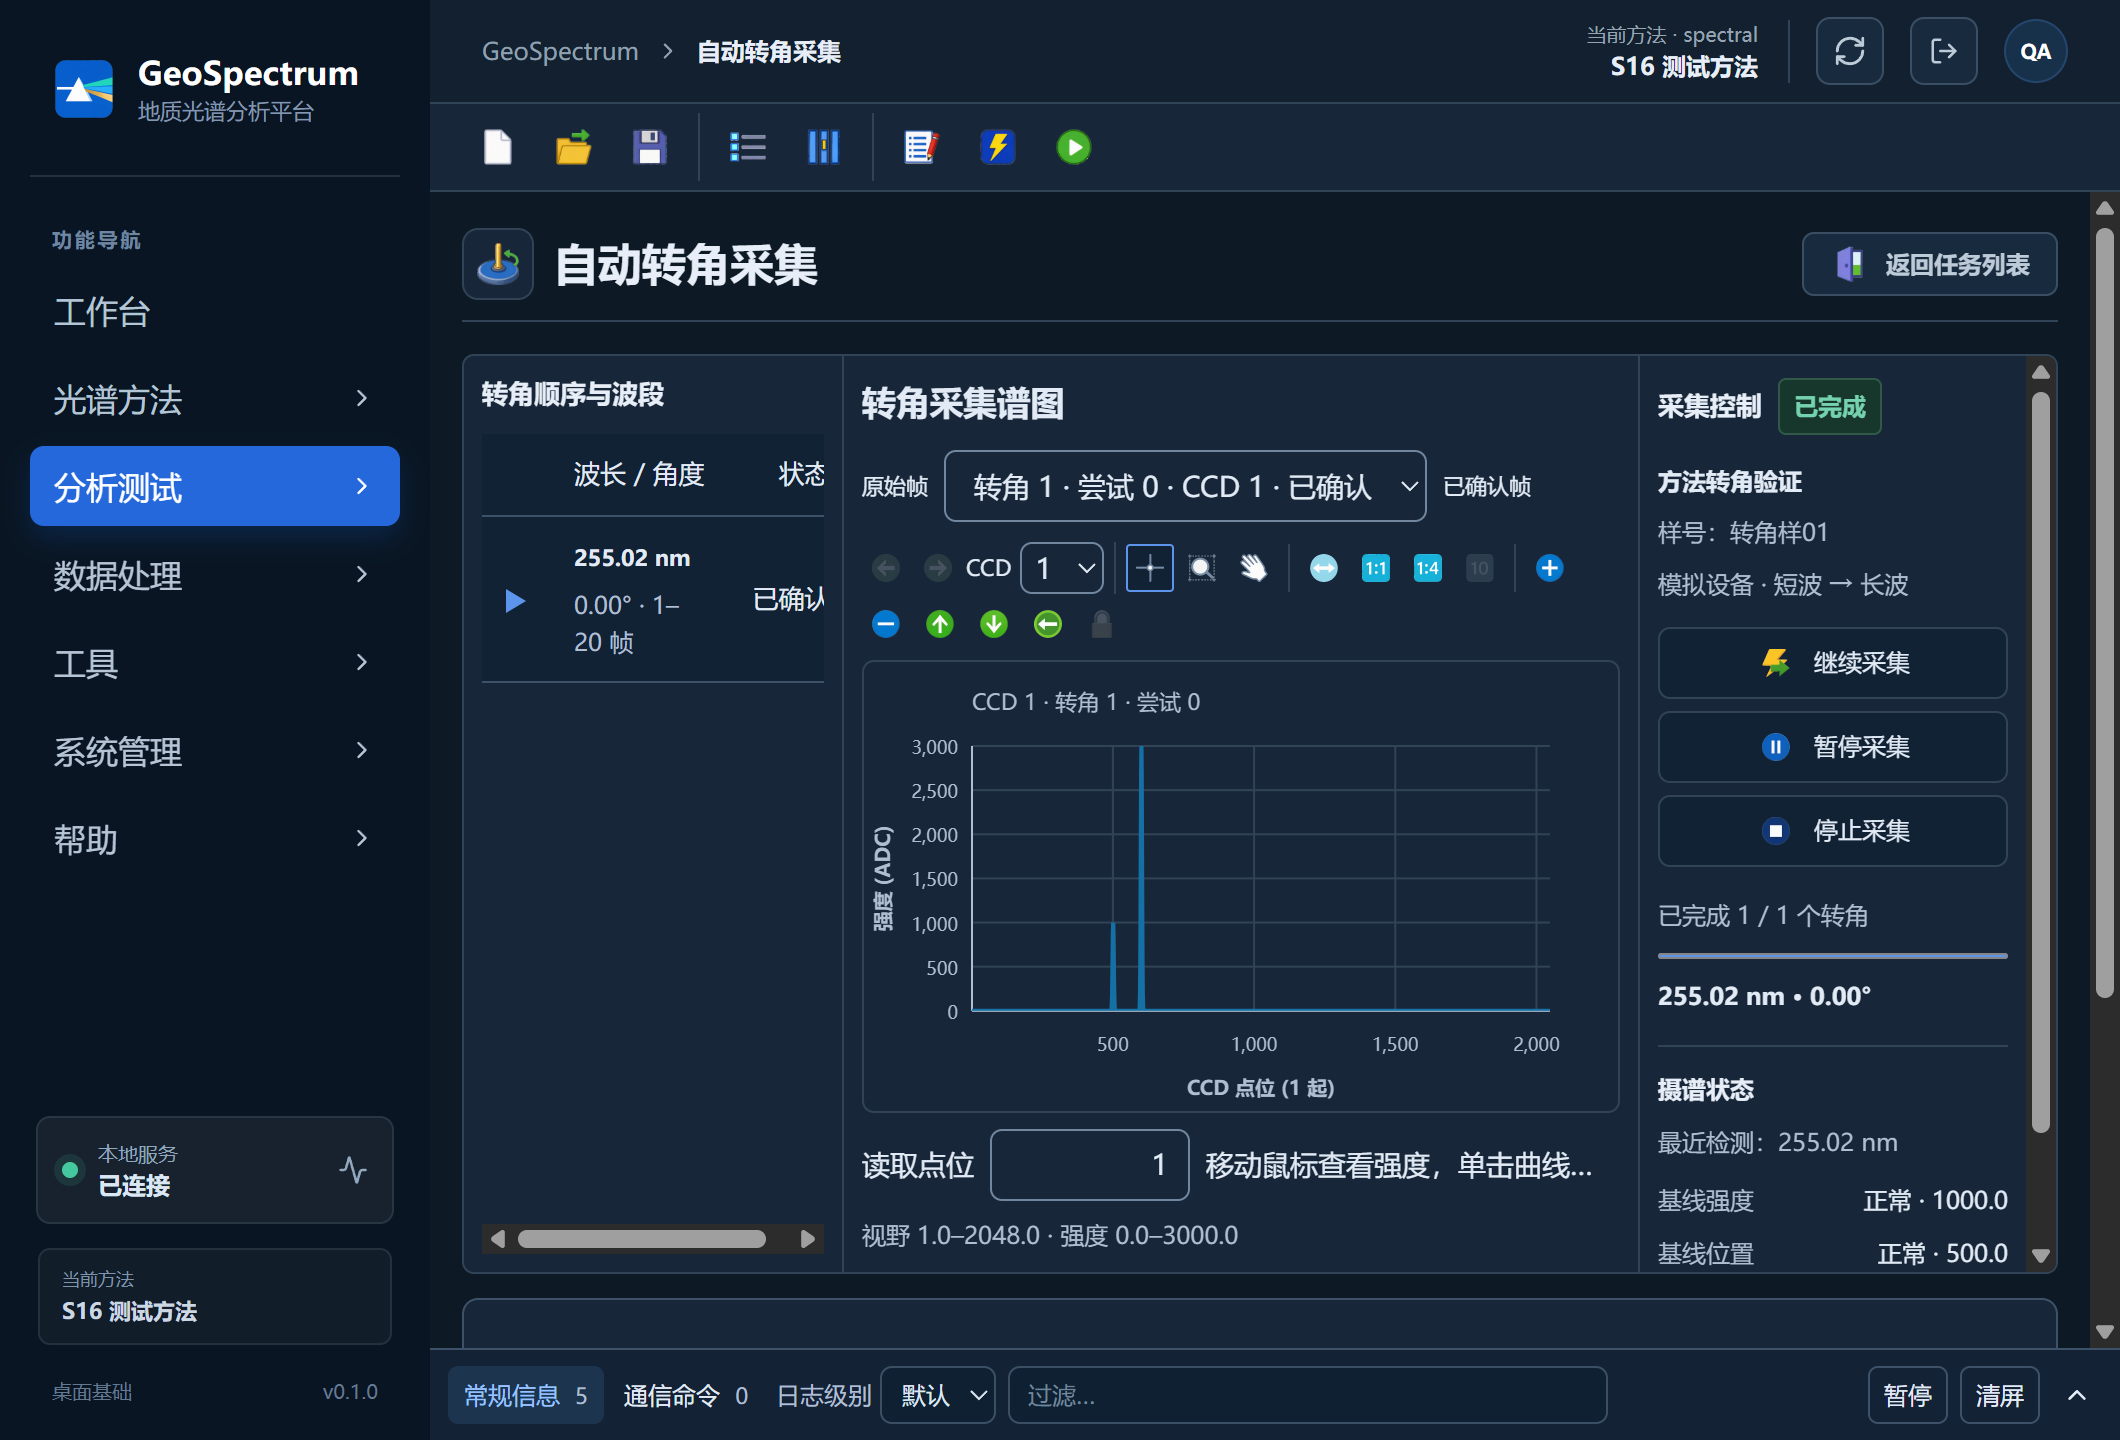 GeoSpectrum
地质光谱分析平台
功能导航
工作台
光谱方法
分析测试
数据处理
工具
系统管理
帮助
本地服务
已连接
当前方法
S16 测试方法
桌面基础 v0.1.0
GeoSpectrum > 自动转角采集
当前方法 · spectral
S16 测试方法
QA
自动转角采集
返回任务列表
转角顺序与波段
波长 / 角度 状态
255.02 nm
0.00° · 1–
20 帧
已确认
转角采集谱图
原始帧 转角 1 · 尝试 0 · CCD 1 · 已确认 已确认帧
CCD 1 1:1 1:4 10
CCD 1 · 转角 1 · 尝试 0
3,000
2,500
2,000
1,500
1,000
500
0
强度 (ADC)
500 1,000 1,500 2,000
CCD 点位 (1 起)
读取点位 1 移动鼠标查看强度，单击曲线...
视野 1.0–2048.0 · 强度 0.0–3000.0
采集控制 已完成
方法转角验证
样号：转角样01
模拟设备 · 短波 → 长波
继续采集
暂停采集
停止采集
已完成 1 / 1 个转角
255.02 nm • 0.00°
摄谱状态
最近检测：255.02 nm
基线强度 正常 · 1000.0
基线位置 正常 · 500.0
常规信息 5 通信命令 0 日志级别 默认 过滤... 暂停 清屏